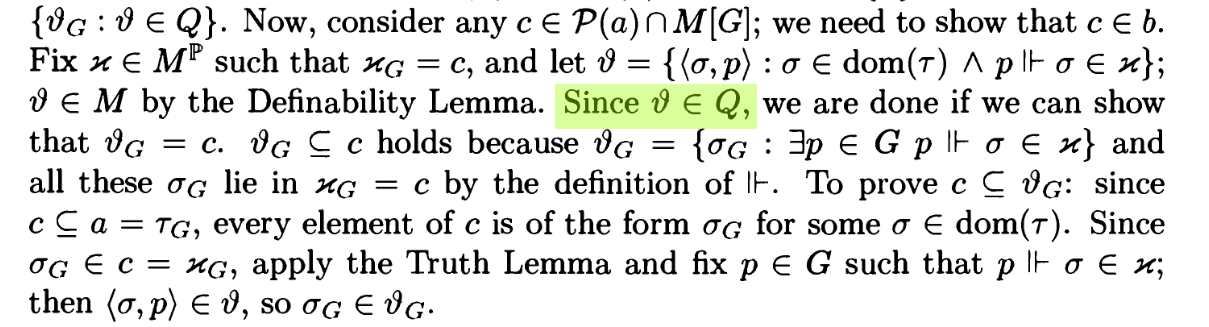 {ϑ_G : ϑ ∈ Q}. Now, consider any c ∈ 𝒫(a) ∩ M[G]; we need to show that c ∈ b.
Fix ϰ ∈ M^ℙ such that ϰ_G = c, and let ϑ = {⟨σ, p⟩ : σ ∈ dom(τ) ∧ p ⊩ σ ∈ ϰ};
ϑ ∈ M by the Definability Lemma. Since ϑ ∈ Q, we are done if we can show
that ϑ_G = c. ϑ_G ⊆ c holds because ϑ_G = {σ_G : ∃p ∈ G p ⊩ σ ∈ ϰ} and
all these σ_G lie in ϰ_G = c by the definition of ⊩. To prove c ⊆ ϑ_G: since
c ⊆ a = τ_G, every element of c is of the form σ_G for some σ ∈ dom(τ). Since
σ_G ∈ c = ϰ_G, apply the Truth Lemma and fix p ∈ G such that p ⊩ σ ∈ ϰ;
then ⟨σ, p⟩ ∈ ϑ, so σ_G ∈ ϑ_G.